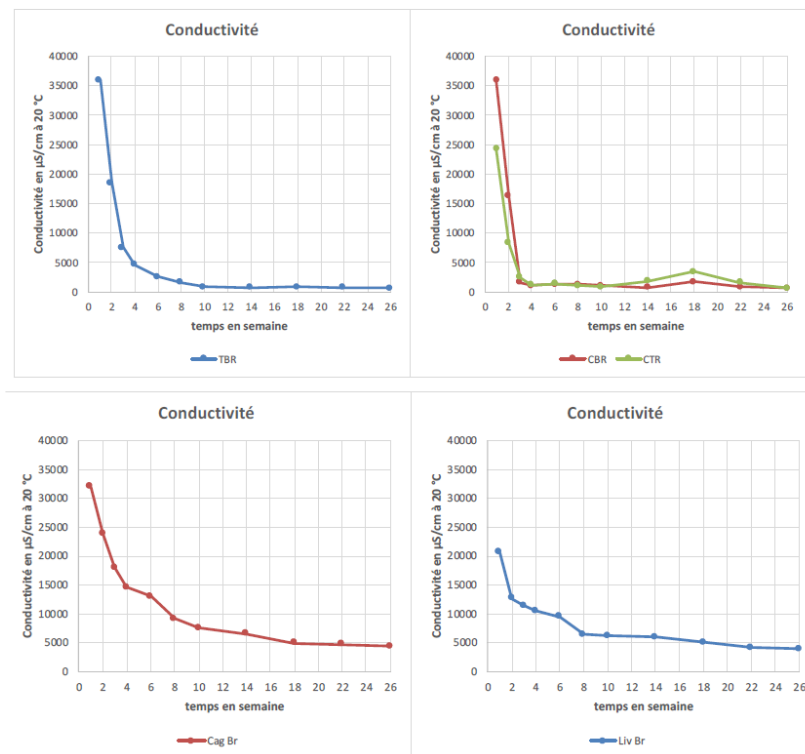 Conductivité
Conductivité en µS/cm à 20 °C
40000
35000
30000
25000
20000
15000
10000
5000
0
0 2 4 6 8 10 12 14 16 18 20 22 24 26
temps en semaine
TBR
Conductivité
Conductivité en µS/cm à 20 °C
40000
35000
30000
25000
20000
15000
10000
5000
0
0 2 4 6 8 10 12 14 16 18 20 22 24 26
temps en semaine
CBR CTR
Conductivité
Conductivité en µS/cm à 20 °C
40000
35000
30000
25000
20000
15000
10000
5000
0
0 2 4 6 8 10 12 14 16 18 20 22 24 26
temps en semaine
Cag Br
Conductivité
Conductivité en µS/cm à 20 °C
40000
35000
30000
25000
20000
15000
10000
5000
0
0 2 4 6 8 10 12 14 16 18 20 22 24 26
temps en semaine
Liv Br